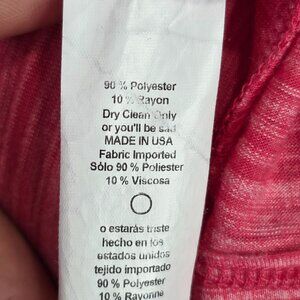 90 % Polyester
10 % Rayon
Dry Clean Only
or you'll be sad
MADE IN USA
Fabric Imported
Sólo 90 % Poliester
10 % Viscosa
o estarás triste
hecho en los
estados unidos
tejido importado
90 % Polyester
10 % Rayonne